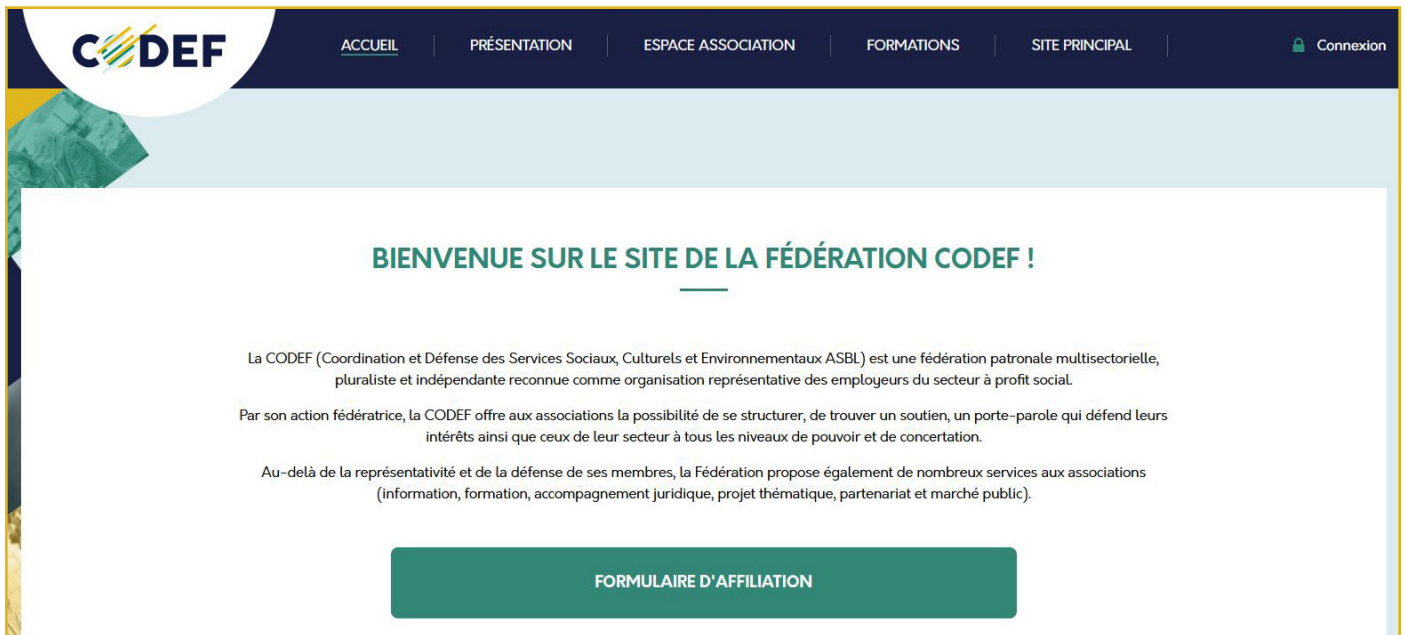 CODEF
ACCUEIL
PRÉSENTATION
ESPACE ASSOCIATION
FORMATIONS
SITE PRINCIPAL
Connexion
BIENVENUE SUR LE SITE DE LA FÉDÉRATION CODEF !
La CODEF (Coordination et Défense des Services Sociaux, Culturels et Environnementaux ASBL) est une fédération patronale multisectorielle,
pluraliste et indépendante reconnue comme organisation représentative des employeurs du secteur à profit social.
Par son action fédératrice, la CODEF offre aux associations la possibilité de se structurer, de trouver un soutien, un porte-parole qui défend leurs
intérêts ainsi que ceux de leur secteur à tous les niveaux de pouvoir et de concertation.
Au-delà de la représentativité et de la défense de ses membres, la Fédération propose également de nombreux services aux associations
(information, formation, accompagnement juridique, projet thématique, partenariat et marché public).
FORMULAIRE D'AFFILIATION